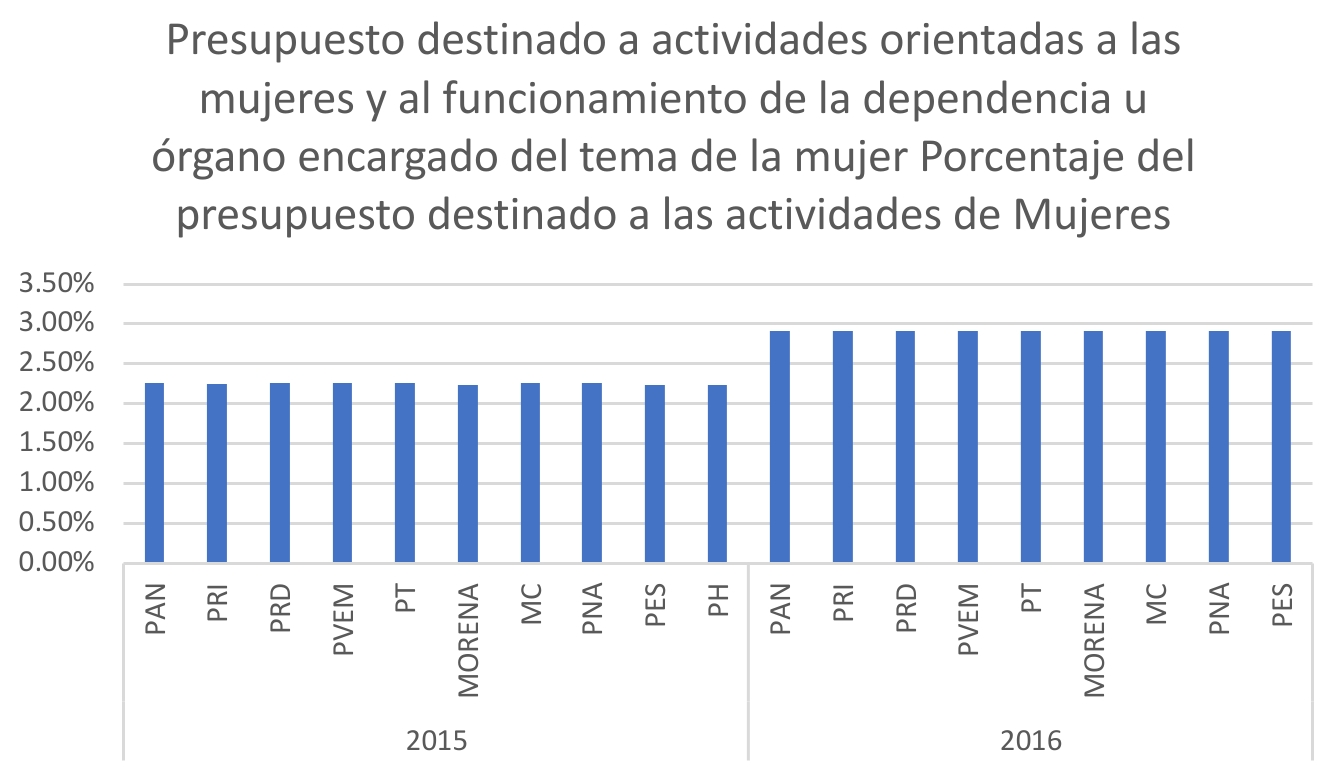 Presupuesto destinado a actividades orientadas a las
mujeres y al funcionamiento de la dependencia u
órgano encargado del tema de la mujer Porcentaje del
presupuesto destinado a las actividades de Mujeres
3.50%
3.00%
2.50%
2.00%
1.50%
1.00%
0.50%
0.00%
PAN
PRI
PRD
PVEM
PT
MORENA
MC
PNA
PES
PH
PAN
PRI
PRD
PVEM
PT
MORENA
MC
PNA
PES
2015
2016